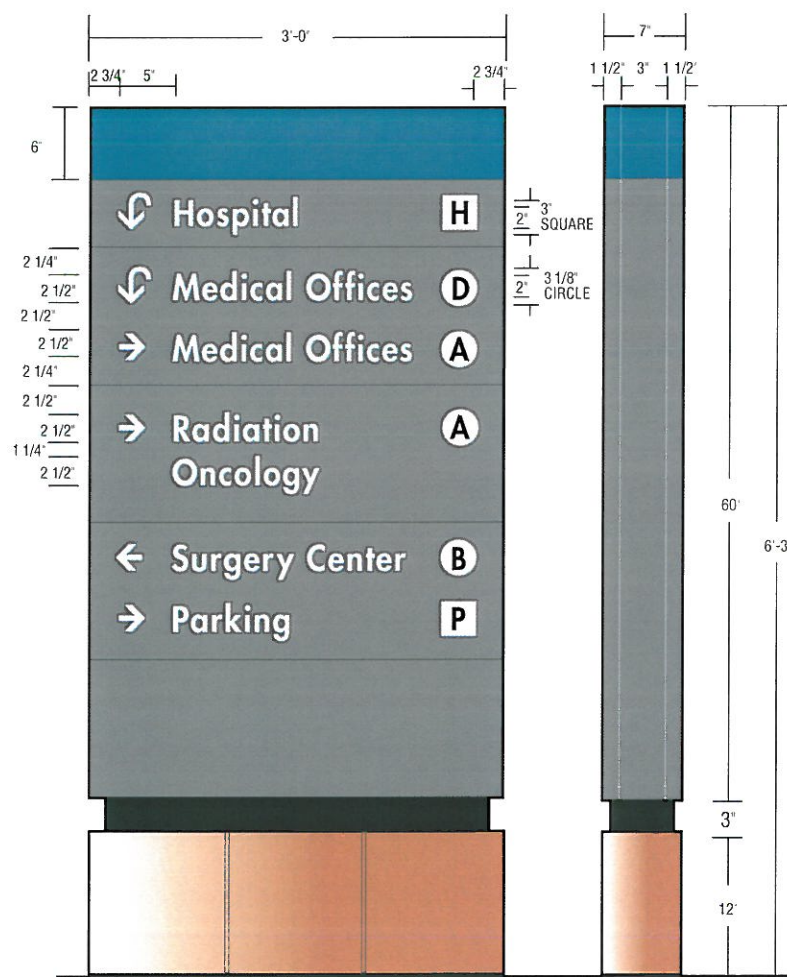 3'-0"
7"
2 3/4" 5" 2 3/4"
1 1/2" 3" 1 1/2"
6"
Hospital H
3"
2" SQUARE
2 1/4"
2 1/2"
Medical Offices D
3 1/8"
2" CIRCLE
2 1/2"
2 1/2"
Medical Offices A
2 1/4"
2 1/2"
2 1/2"
Radiation A
1 1/4"
2 1/2"
Oncology
60"
6'-3
Surgery Center B
Parking P
3"
12"